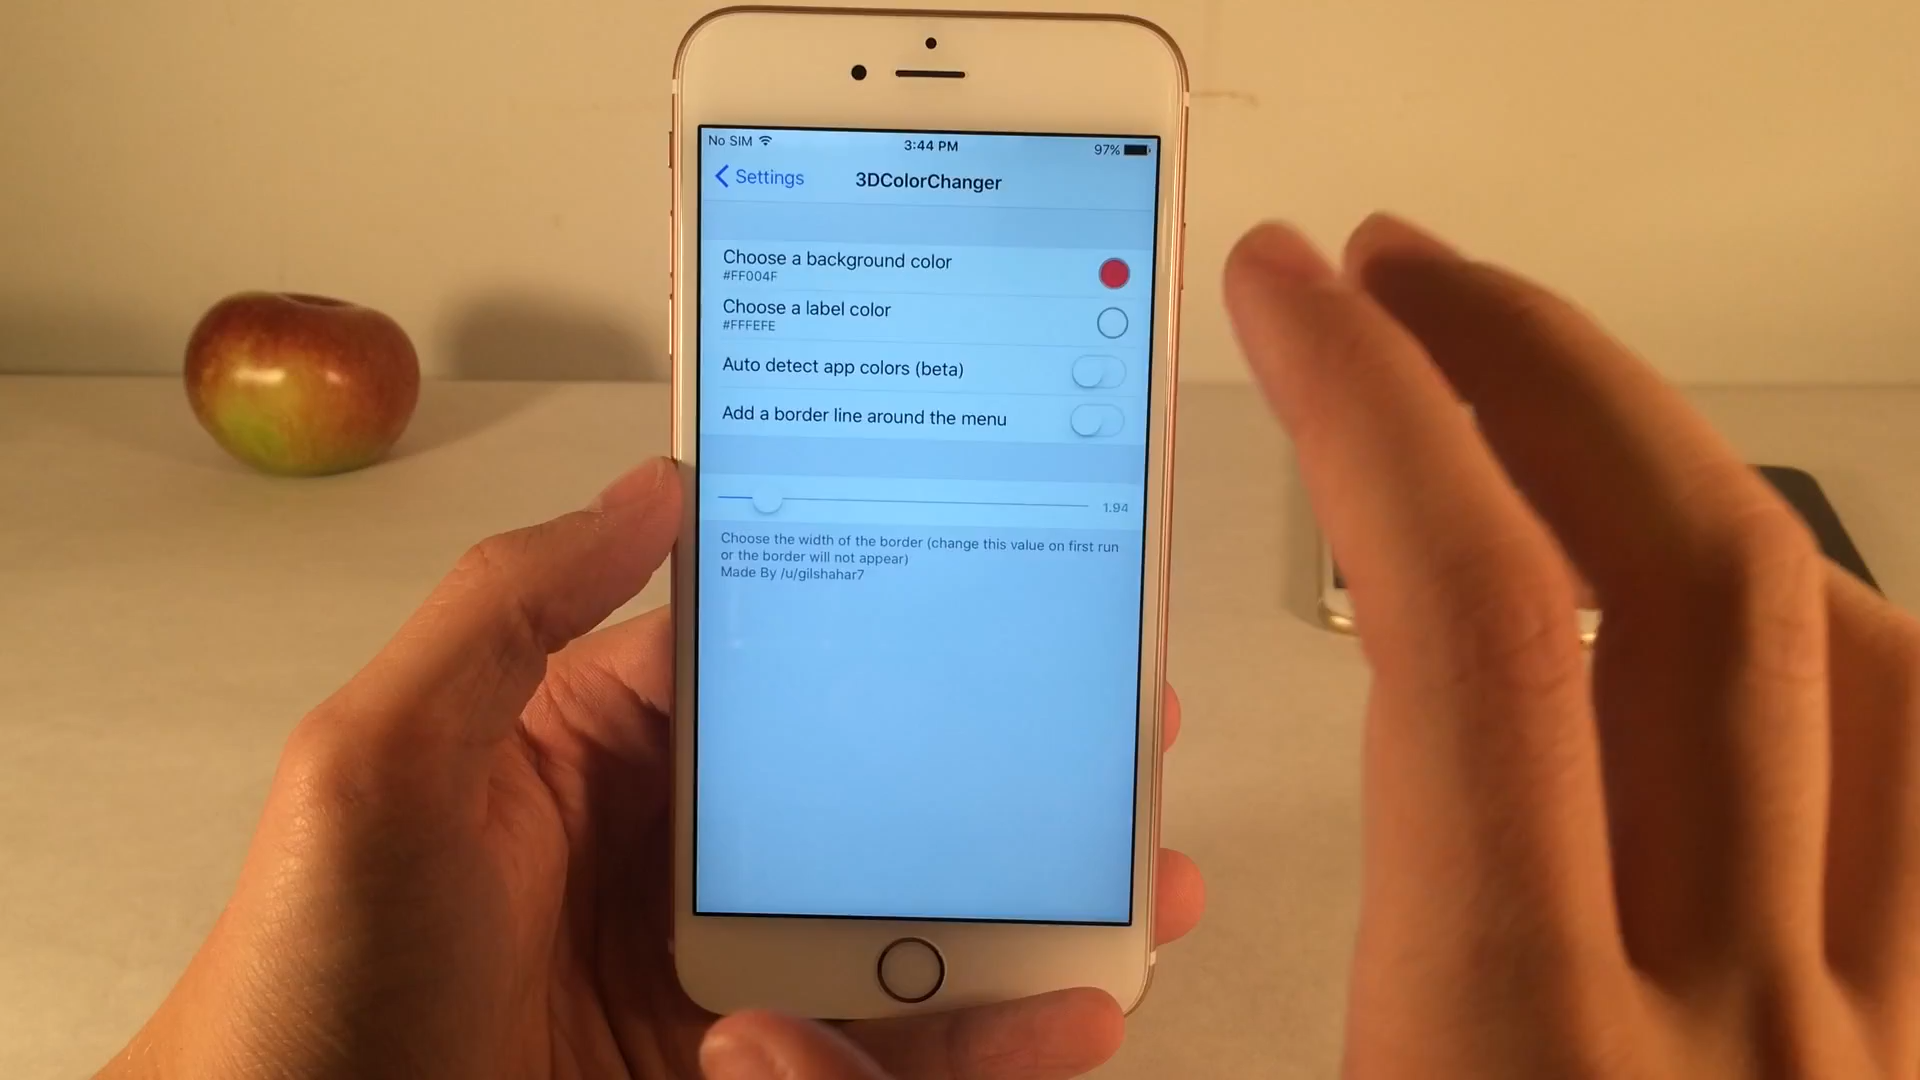 No SIM
3:44 PM
97%
Settings
3DColorChanger
Choose a background color
#FF004F
Choose a label color
#FFFEFE
Auto detect app colors (beta)
Add a border line around the menu
1.94
Choose the width of the border (change this value on first run
or the border will not appear)
Made By /u/gilshahar7